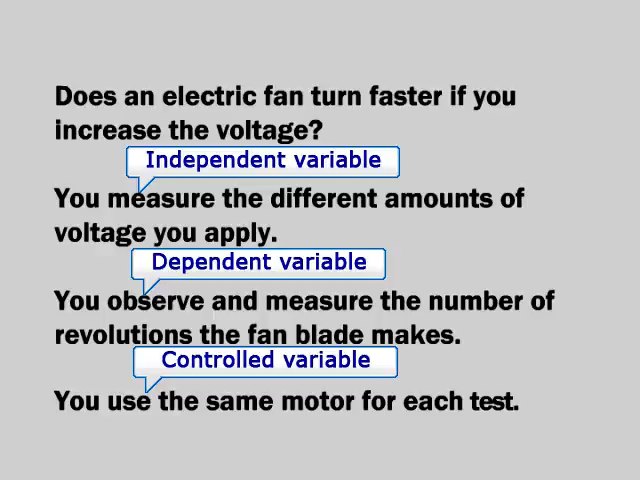 Does an electric fan turn faster if you
increase the voltage?
Independent variable
You measure the different amounts of
voltage you apply.
Dependent variable
You observe and measure the number of
revolutions the fan blade makes.
Controlled variable
You use the same motor for each test.